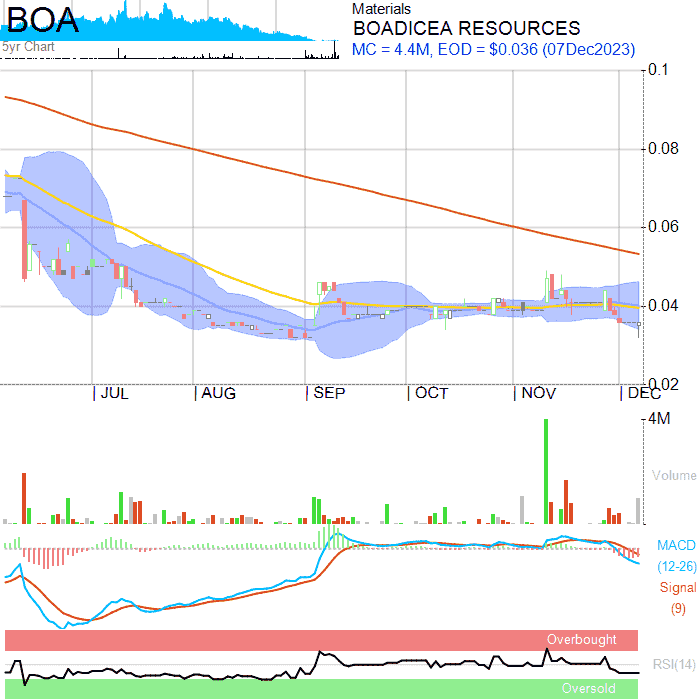 BOA
5yr Chart
Materials
BOADICEA RESOURCES
MC = 4.4M, EOD = $0.036 (07Dec2023)
0.1
0.08
0.06
0.04
0.02
JUL
AUG
SEP
OCT
NOV
DEC
4M
Volume
MACD
(12-26)
Signal
(9)
Overbought
RSI(14)
Oversold